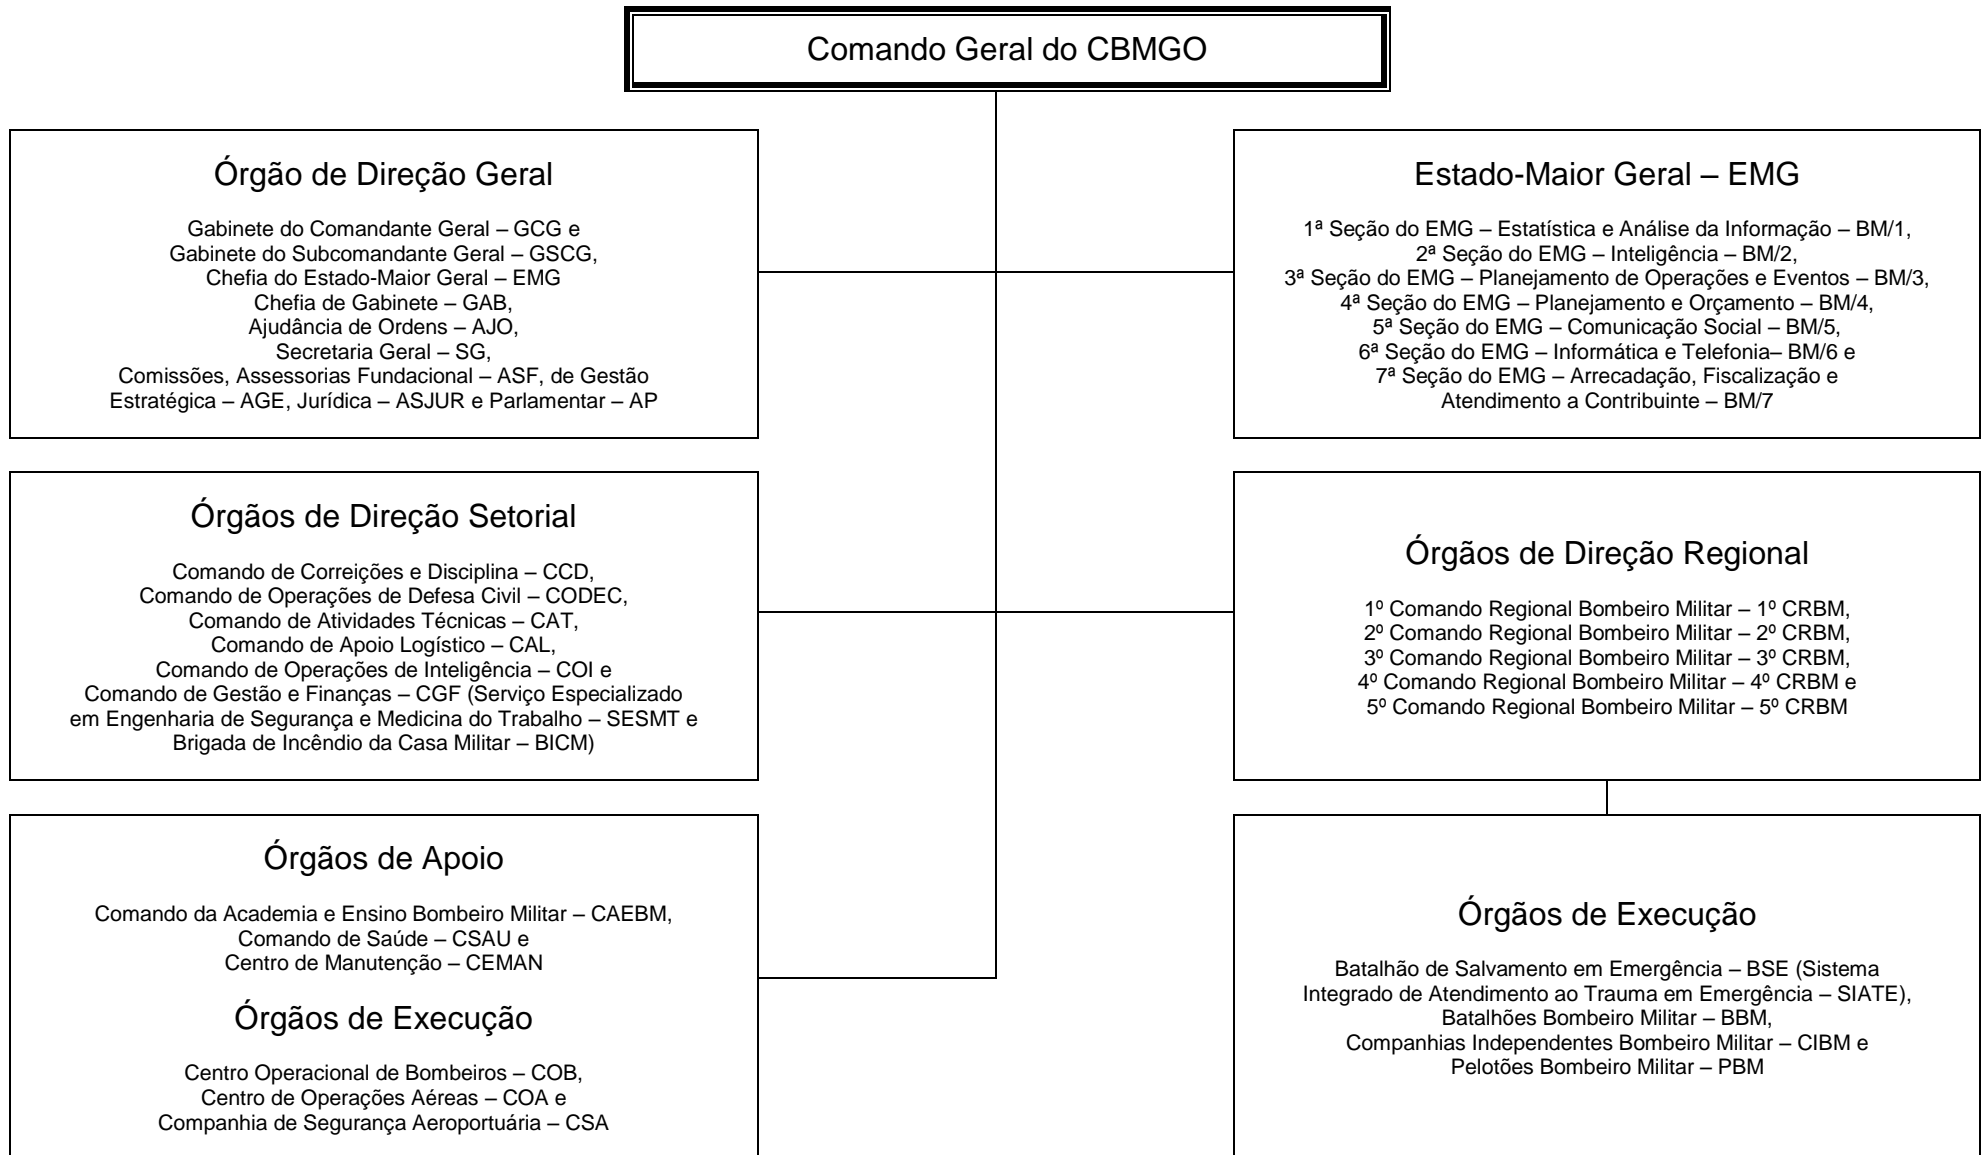 Comando Geral do CBMGO
Órgão de Direção Geral
Gabinete do Comandante Geral – GCG e
Gabinete do Subcomandante Geral – GSCG,
Chefia do Estado-Maior Geral – EMG
Chefia de Gabinete – GAB,
Ajudância de Ordens – AJO,
Secretaria Geral – SG,
Comissões, Assessorias Fundacional – ASF, de Gestão
Estratégica – AGE, Jurídica – ASJUR e Parlamentar – AP
Estado-Maior Geral – EMG
1ª Seção do EMG – Estatística e Análise da Informação – BM/1,
2ª Seção do EMG – Inteligência – BM/2,
3ª Seção do EMG – Planejamento de Operações e Eventos – BM/3,
4ª Seção do EMG – Planejamento e Orçamento – BM/4,
5ª Seção do EMG – Comunicação Social – BM/5,
6ª Seção do EMG – Informática e Telefonia– BM/6 e
7ª Seção do EMG – Arrecadação, Fiscalização e
Atendimento a Contribuinte – BM/7
Órgãos de Direção Setorial
Comando de Correições e Disciplina – CCD,
Comando de Operações de Defesa Civil – CODEC,
Comando de Atividades Técnicas – CAT,
Comando de Apoio Logístico – CAL,
Comando de Operações de Inteligência – COI e
Comando de Gestão e Finanças – CGF (Serviço Especializado
em Engenharia de Segurança e Medicina do Trabalho – SESMT e
Brigada de Incêndio da Casa Militar – BICM)
Órgãos de Direção Regional
1º Comando Regional Bombeiro Militar – 1º CRBM,
2º Comando Regional Bombeiro Militar – 2º CRBM,
3º Comando Regional Bombeiro Militar – 3º CRBM,
4º Comando Regional Bombeiro Militar – 4º CRBM e
5º Comando Regional Bombeiro Militar – 5º CRBM
Órgãos de Apoio
Comando da Academia e Ensino Bombeiro Militar – CAEBM,
Comando de Saúde – CSAU e
Centro de Manutenção – CEMAN
Órgãos de Execução
Centro Operacional de Bombeiros – COB,
Centro de Operações Aéreas – COA e
Companhia de Segurança Aeroportuária – CSA
Órgãos de Execução
Batalhão de Salvamento em Emergência – BSE (Sistema
Integrado de Atendimento ao Trauma em Emergência – SIATE),
Batalhões Bombeiro Militar – BBM,
Companhias Independentes Bombeiro Militar – CIBM e
Pelotões Bombeiro Militar – PBM